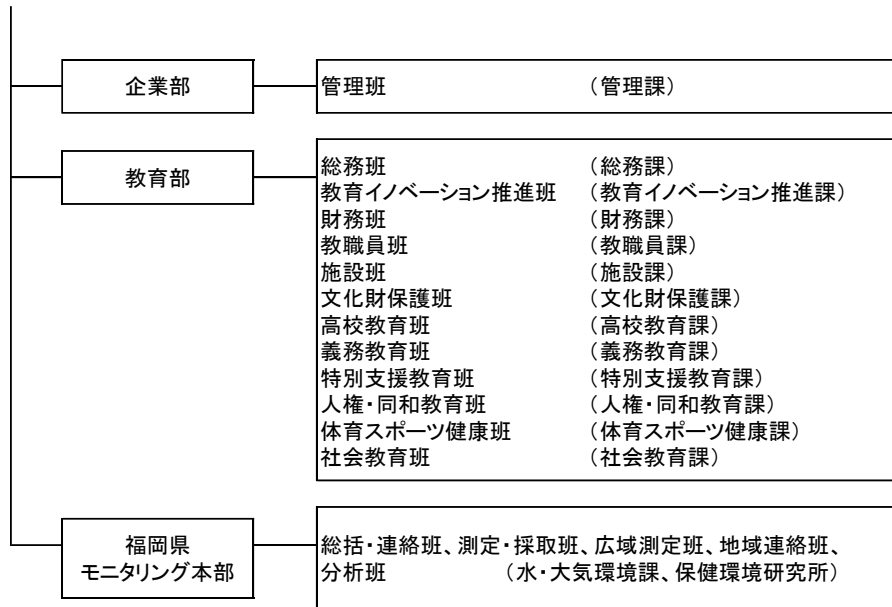 企業部 管理班 （管理課）
教育部
総務班 （総務課）
教育イノベーション推進班 （教育イノベーション推進課）
財務班 （財務課）
教職員班 （教職員課）
施設班 （施設課）
文化財保護班 （文化財保護課）
高校教育班 （高校教育課）
義務教育班 （義務教育課）
特別支援教育班 （特別支援教育課）
人権・同和教育班 （人権・同和教育課）
体育スポーツ健康班 （体育スポーツ健康課）
社会教育班 （社会教育課）
福岡県
モニタリング本部
総括・連絡班、測定・採取班、広域測定班、地域連絡班、
分析班 （水・大気環境課、保健環境研究所）